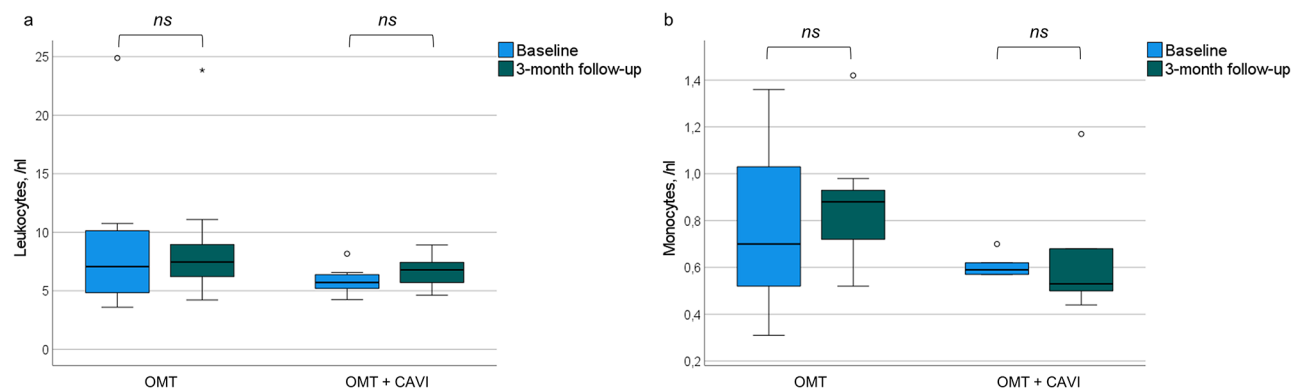 a
ns
ns
Baseline
3-month follow-up
25
20
15
10
5
0
Leukocytes, /nl
*
OMT
OMT + CAVI
b
ns
ns
Baseline
3-month follow-up
1,4
1,2
1,0
0,8
0,6
0,4
0,2
Monocytes, /nl
OMT
OMT + CAVI